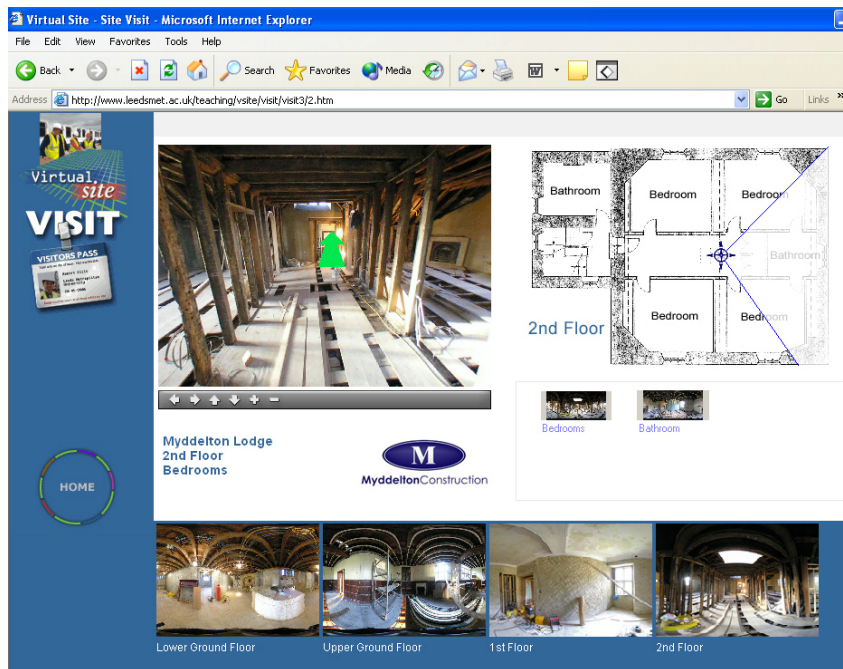 Virtual Site - Site Visit - Microsoft Internet Explorer
File Edit View Favorites Tools Help
Back Search Favorites Media
Address http://www.leedsmet.ac.uk/teaching/vsite/visit/visit3/2.htm Go Links »
Virtual
site
VISIT
VISITORS PASS
Bathroom
Bedroom
Bedroom
Bathroom
Bedroom
Bedroom
2nd Floor
Bedrooms
Bathroom
Myddelton Lodge
2nd Floor
Bedrooms
M
MyddeltonConstruction
HOME
Lower Ground Floor
Upper Ground Floor
1st Floor
2nd Floor